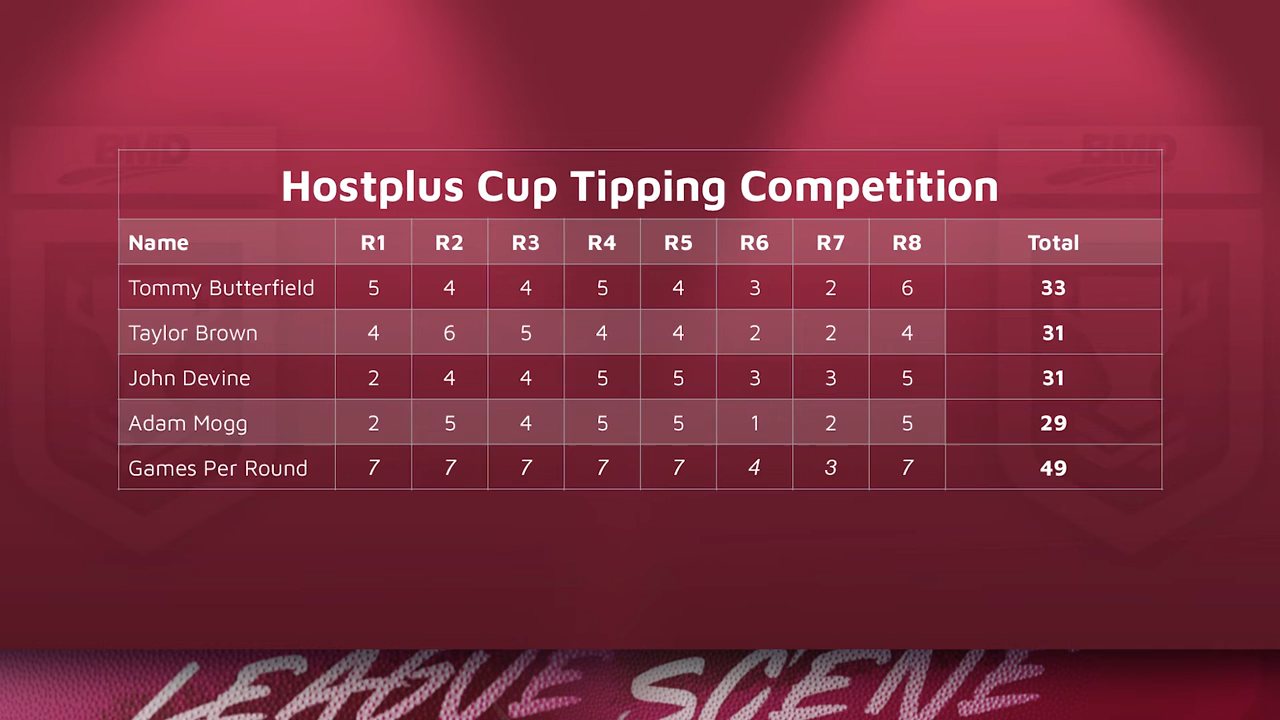 BMD
BMD
Hostplus Cup Tipping Competition
Name R1 R2 R3 R4 R5 R6 R7 R8 Total
Tommy Butterfield 5 4 4 5 4 3 2 6 33
Taylor Brown 4 6 5 4 4 2 2 4 31
John Devine 2 4 4 5 5 3 3 5 31
Adam Mogg 2 5 4 5 5 1 2 5 29
Games Per Round 7 7 7 7 7 4 3 7 49
LEAGUE SCENE